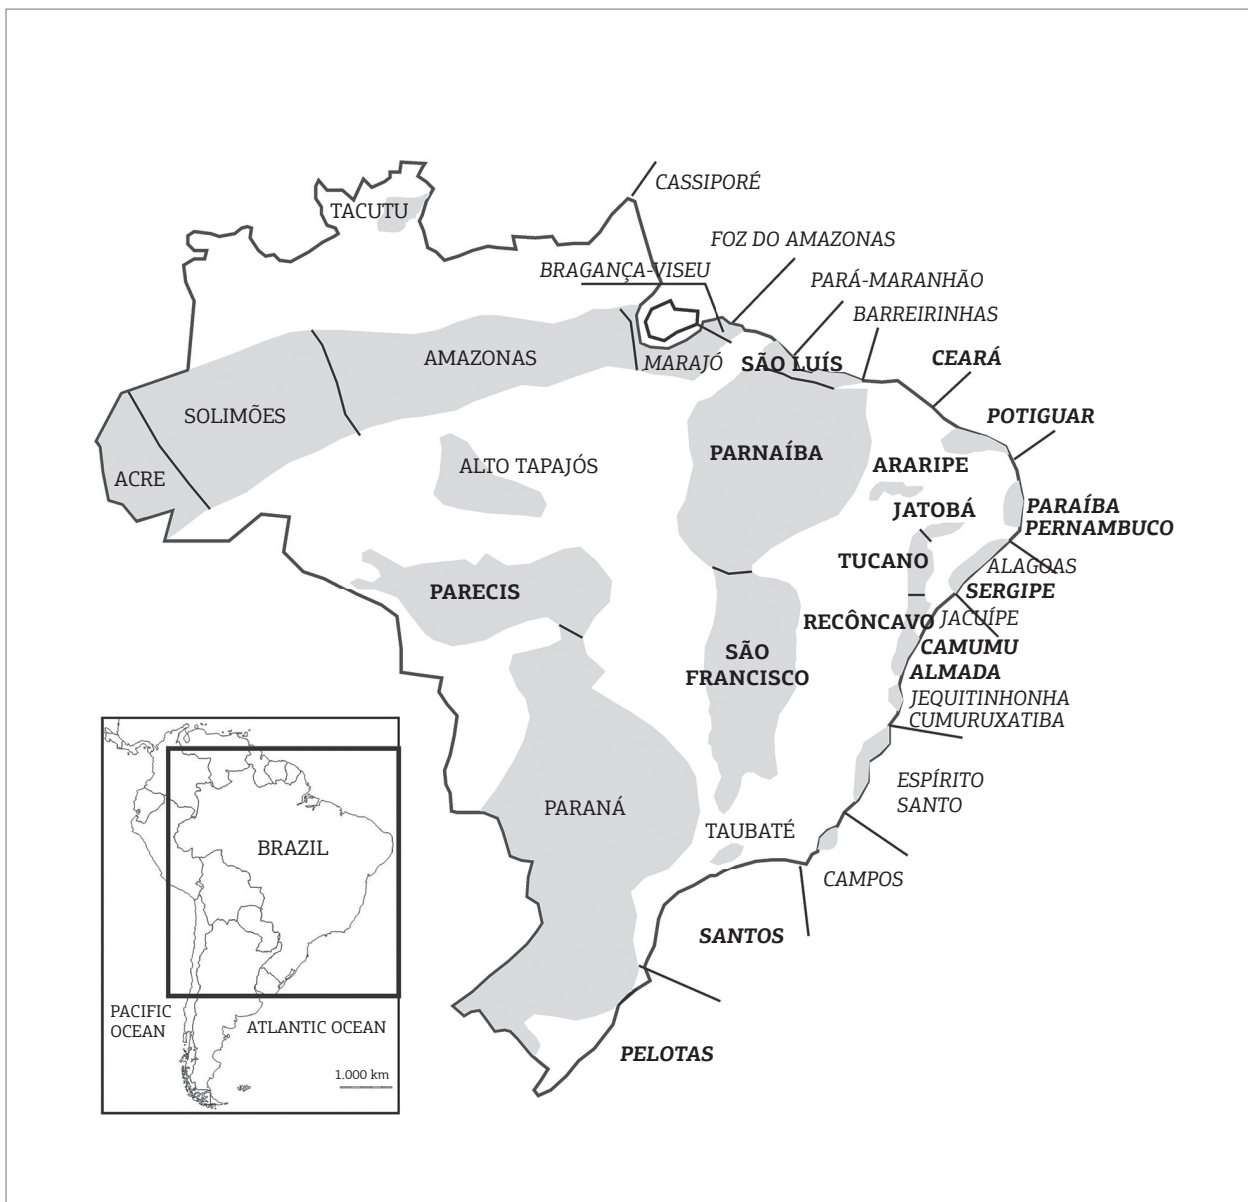 CASSIPORÉ
TACUTU
FOZ DO AMAZONAS
BRAGANÇA-VISEU
PARÁ-MARANHÃO
BARREIRINHAS
AMAZONAS
MARAJÓ
SÃO LUÍS
CEARÁ
SOLIMÕES
POTIGUAR
PARNAÍBA
ALTO TAPAJÓS
ARARIPE
ACRE
JATOBÁ
PARAÍBA
PERNAMBUCO
TUCANO
ALAGOAS
SERGIPE
PARECIS
RECÔNCAVO
JACUÍPE
CAMUMU
ALMADA
SÃO
FRANCISCO
JEQUITINHONHA
CUMURUXATIBA
ESPÍRITO
SANTO
PARANÁ
TAUBATÉ
CAMPOS
SANTOS
PELOTAS
BRAZIL
PACIFIC
OCEAN
ATLANTIC OCEAN
1.000 km